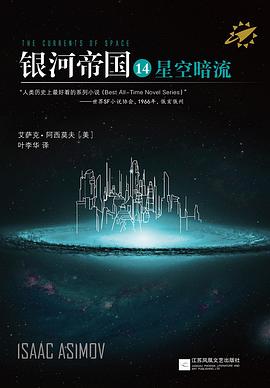 THE CURRENTS OF SPACE
银河帝国14星空暗流
“人类历史上最好看的系列小说（Best All-Time Novel Series）”
——世界SF小说协会，1966年，俄亥俄州
艾萨克·阿西莫夫［美］
叶李华 译
ISAAC ASIMOV
江苏凤凰文艺出版社